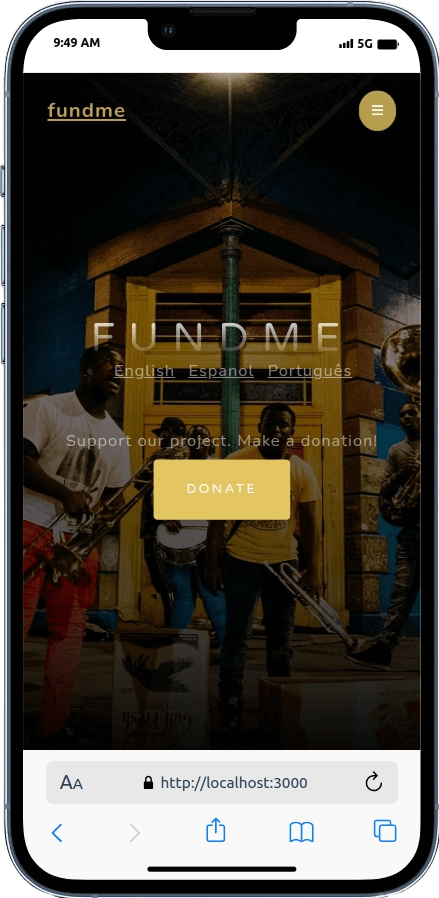 9:49 AM 5G
fundme
FUNDME
English Espanol Português
Support our project. Make a donation!
DONATE
AA http://localhost:3000